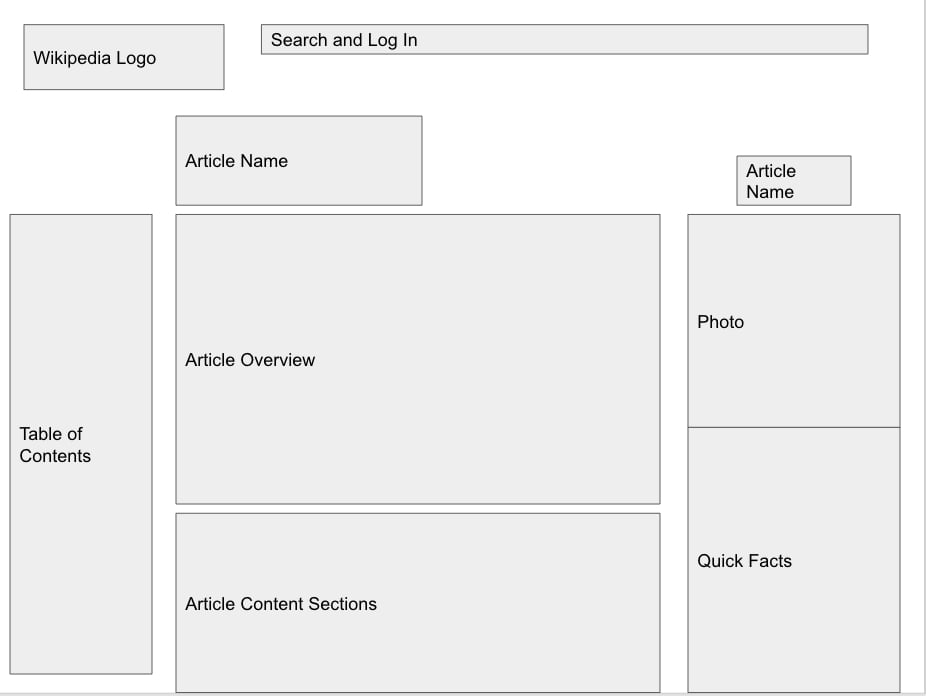 Wikipedia Logo
Search and Log In
Article Name
Article
Name
Table of
Contents
Article Overview
Photo
Article Content Sections
Quick Facts